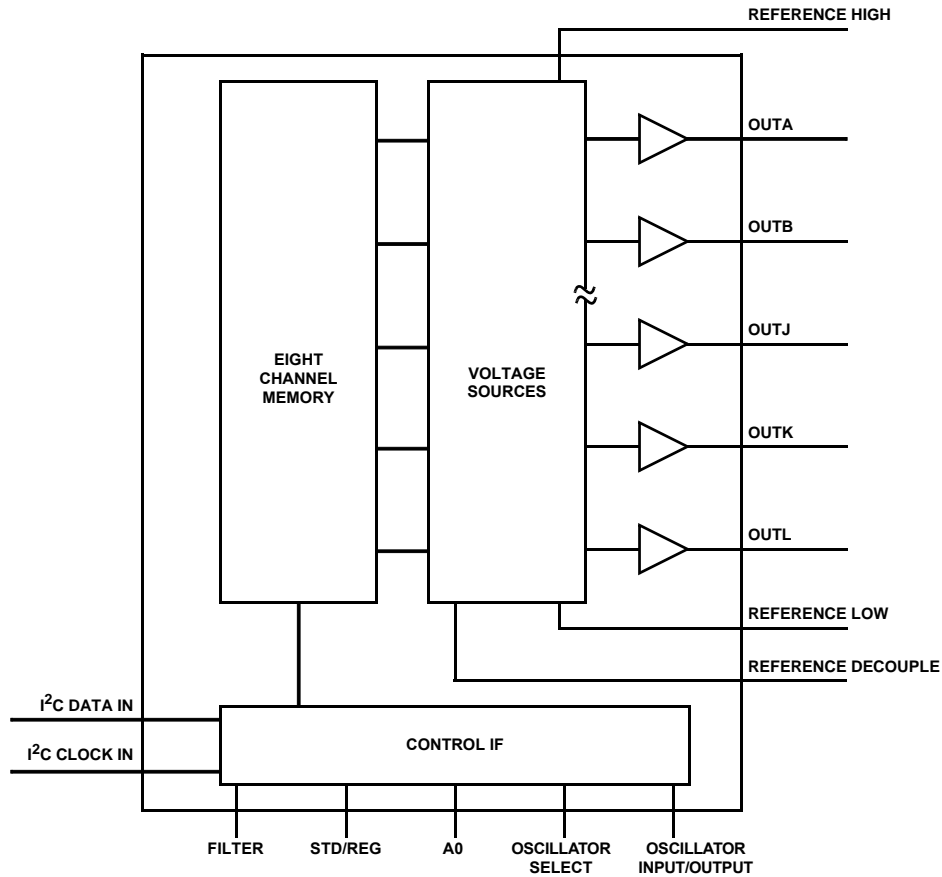 REFERENCE HIGH
OUTA
OUTB
OUTJ
EIGHT
CHANNEL
MEMORY
VOLTAGE
SOURCES
OUTK
OUTL
REFERENCE LOW
REFERENCE DECOUPLE
I²C DATA IN
I²C CLOCK IN
CONTROL IF
FILTER
STD/REG
A0
OSCILLATOR
SELECT
OSCILLATOR
INPUT/OUTPUT